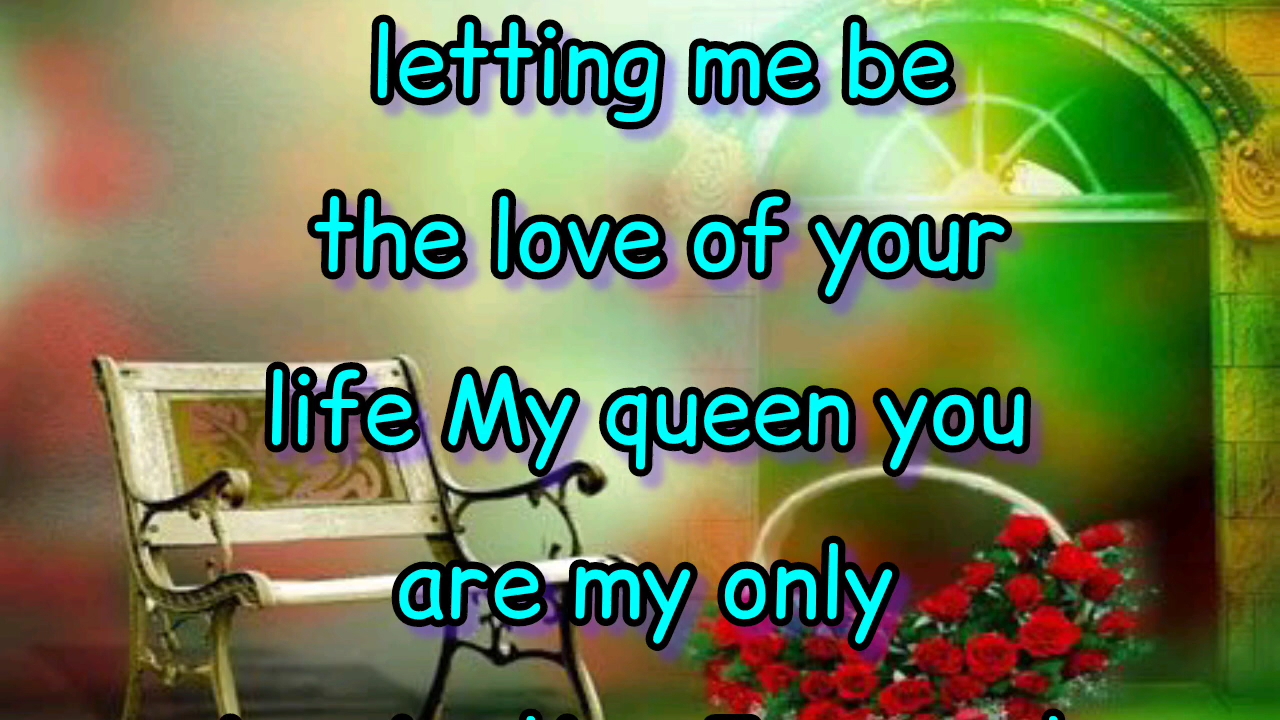 letting me be
the love of your
life My queen you
are my only